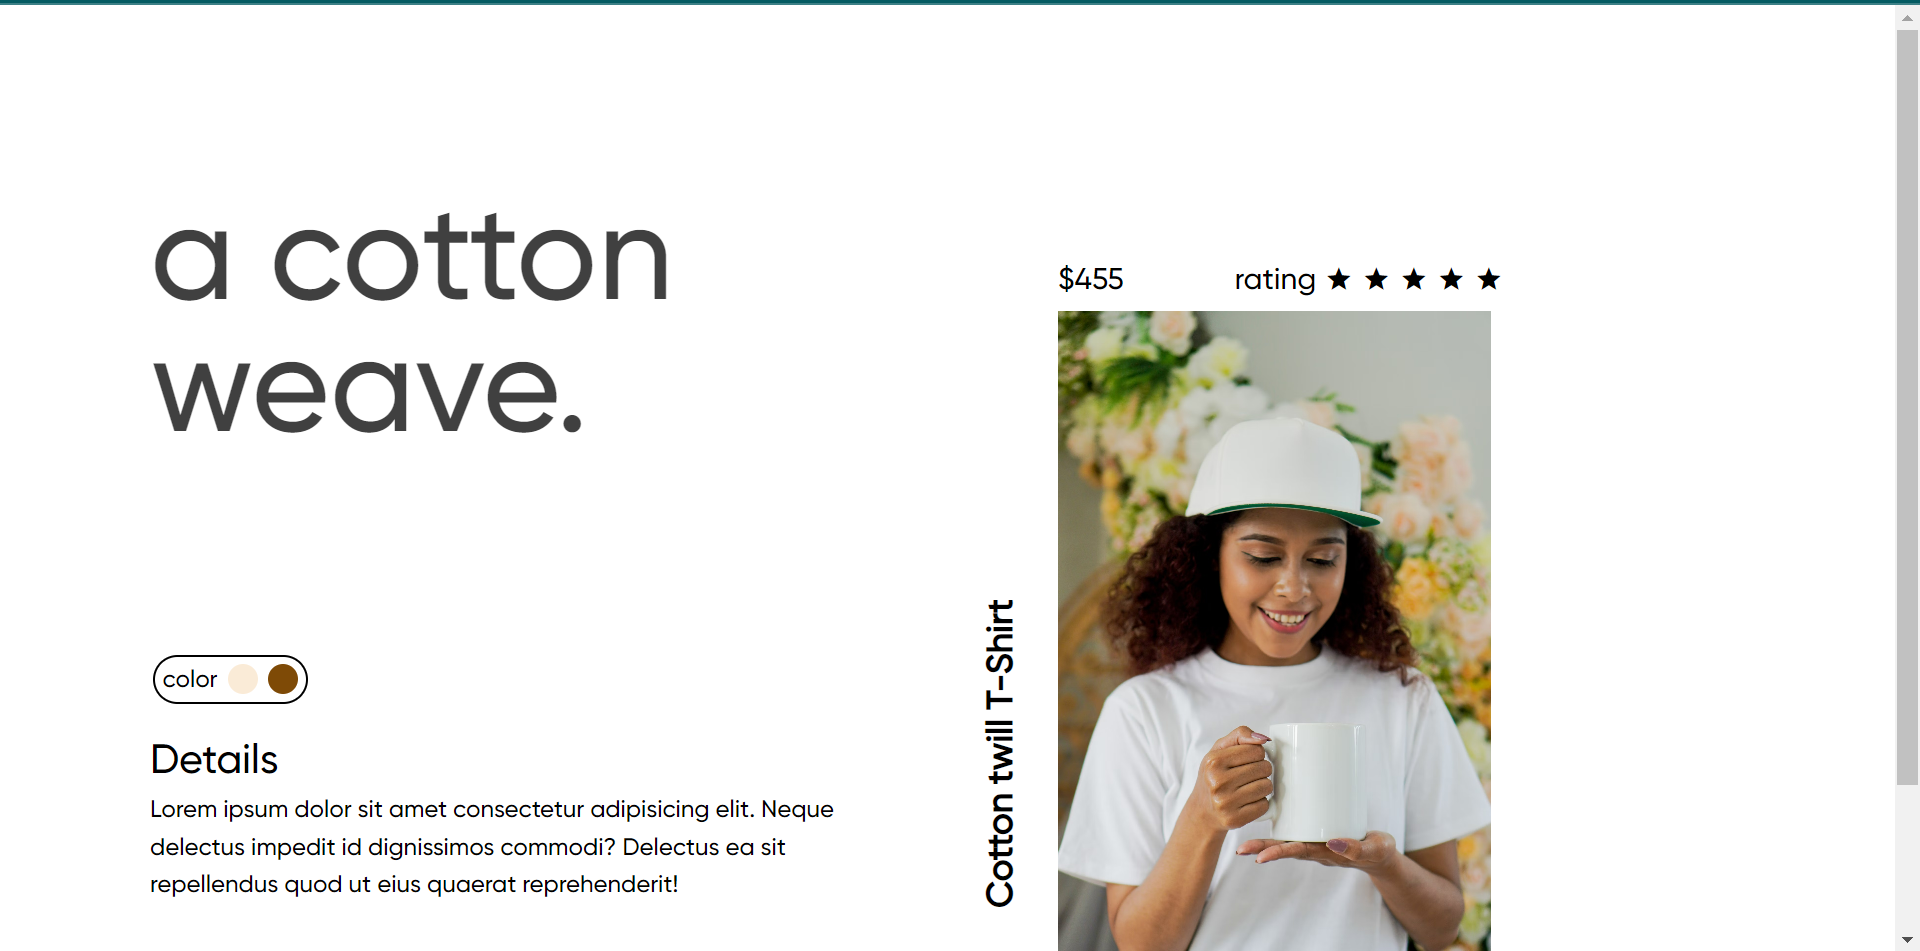 a cotton
weave.
color
Details
Lorem ipsum dolor sit amet consectetur adipisicing elit. Neque
delectus impedit id dignissimos commodi? Delectus ea sit
repellendus quod ut eius quaerat reprehenderit!
Cotton twill T-Shirt
$455
rating ★ ★ ★ ★ ★